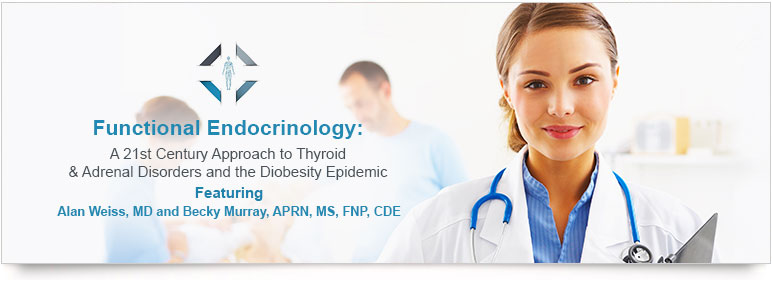 Functional Endocrinology:
A 21st Century Approach to Thyroid
& Adrenal Disorders and the Diobesity Epidemic
Featuring
Alan Weiss, MD and Becky Murray, APRN, MS, FNP, CDE